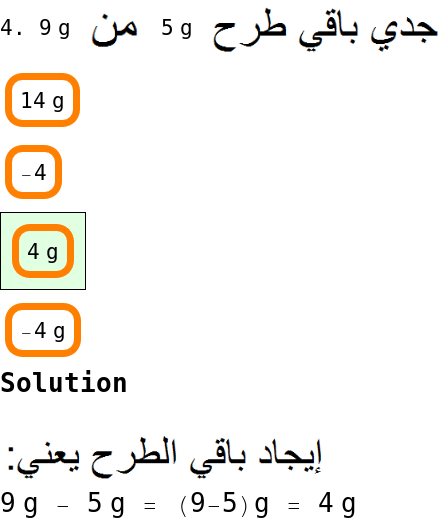 4. جدي باقي طرح 5 g من 9 g
14 g
−4
4 g
−4 g
Solution
إيجاد باقي الطرح يعني:
9 g − 5 g = (9−5) g = 4 g